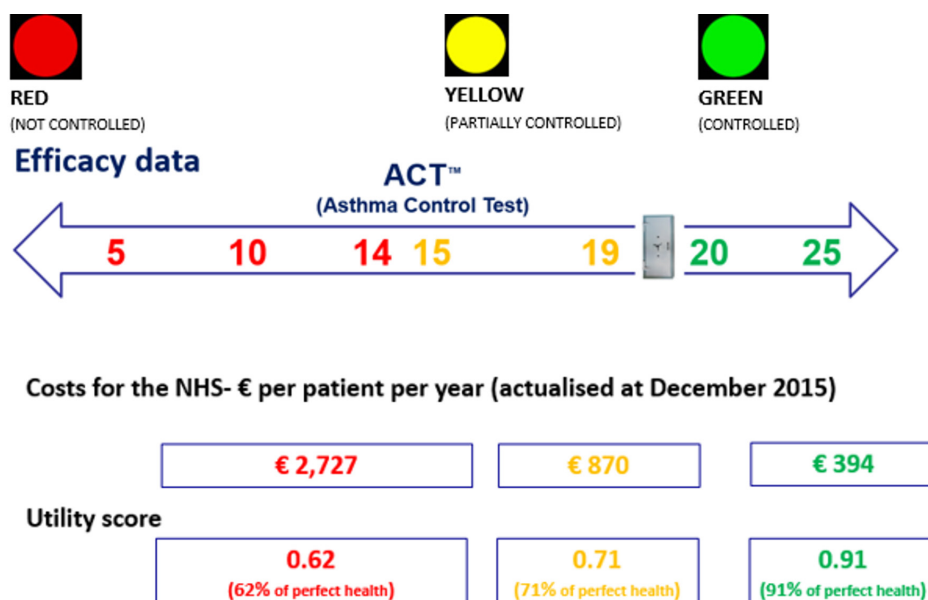 RED
(NOT CONTROLLED)
YELLOW
(PARTIALLY CONTROLLED)
GREEN
(CONTROLLED)
Efficacy data
ACT™
(Asthma Control Test)
5 10 14 15 19 20 25
Costs for the NHS- € per patient per year (actualised at December 2015)
€ 2,727 € 870 € 394
Utility score
0.62 0.71 0.91
(62% of perfect health) (71% of perfect health) (91% of perfect health)